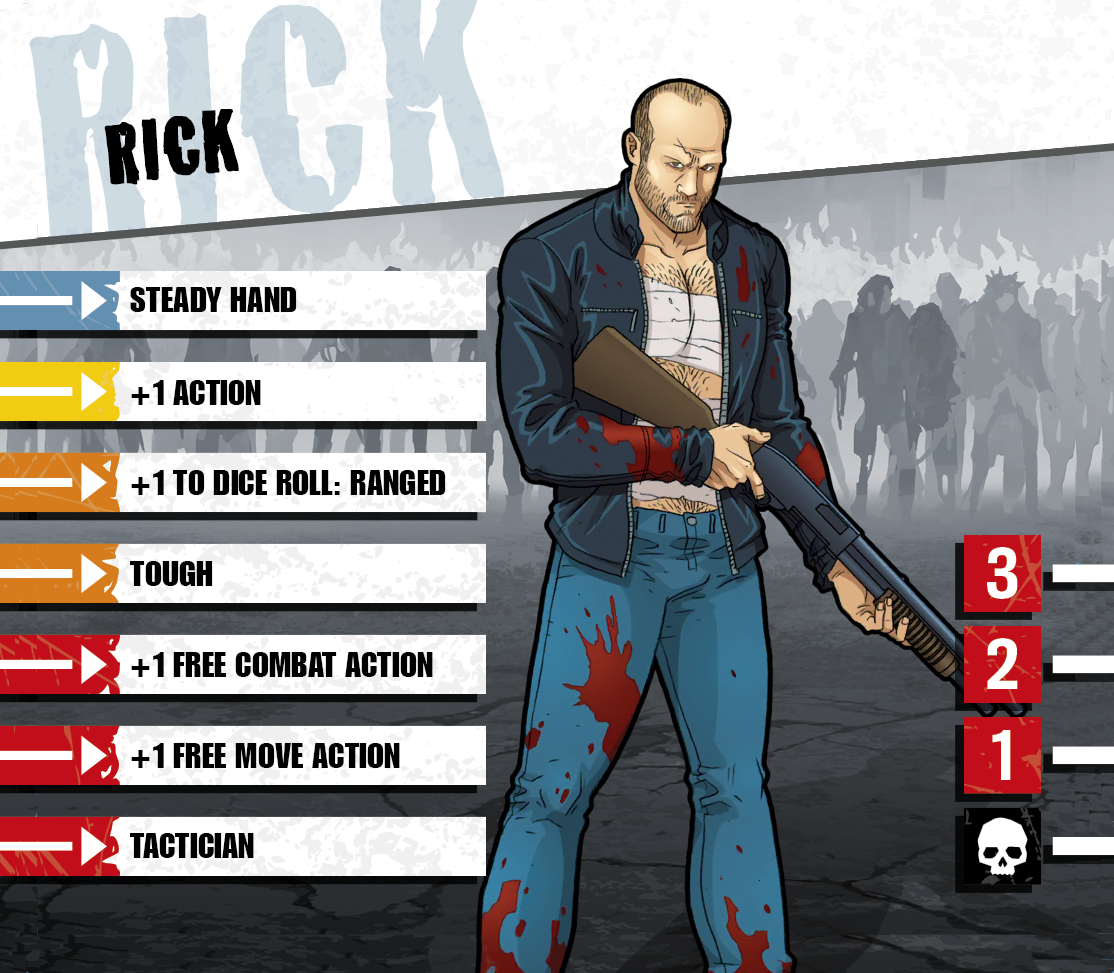 RICK
RICK
STEADY HAND
+1 ACTION
+1 TO DICE ROLL: RANGED
TOUGH
+1 FREE COMBAT ACTION
+1 FREE MOVE ACTION
TACTICIAN
3
2
1